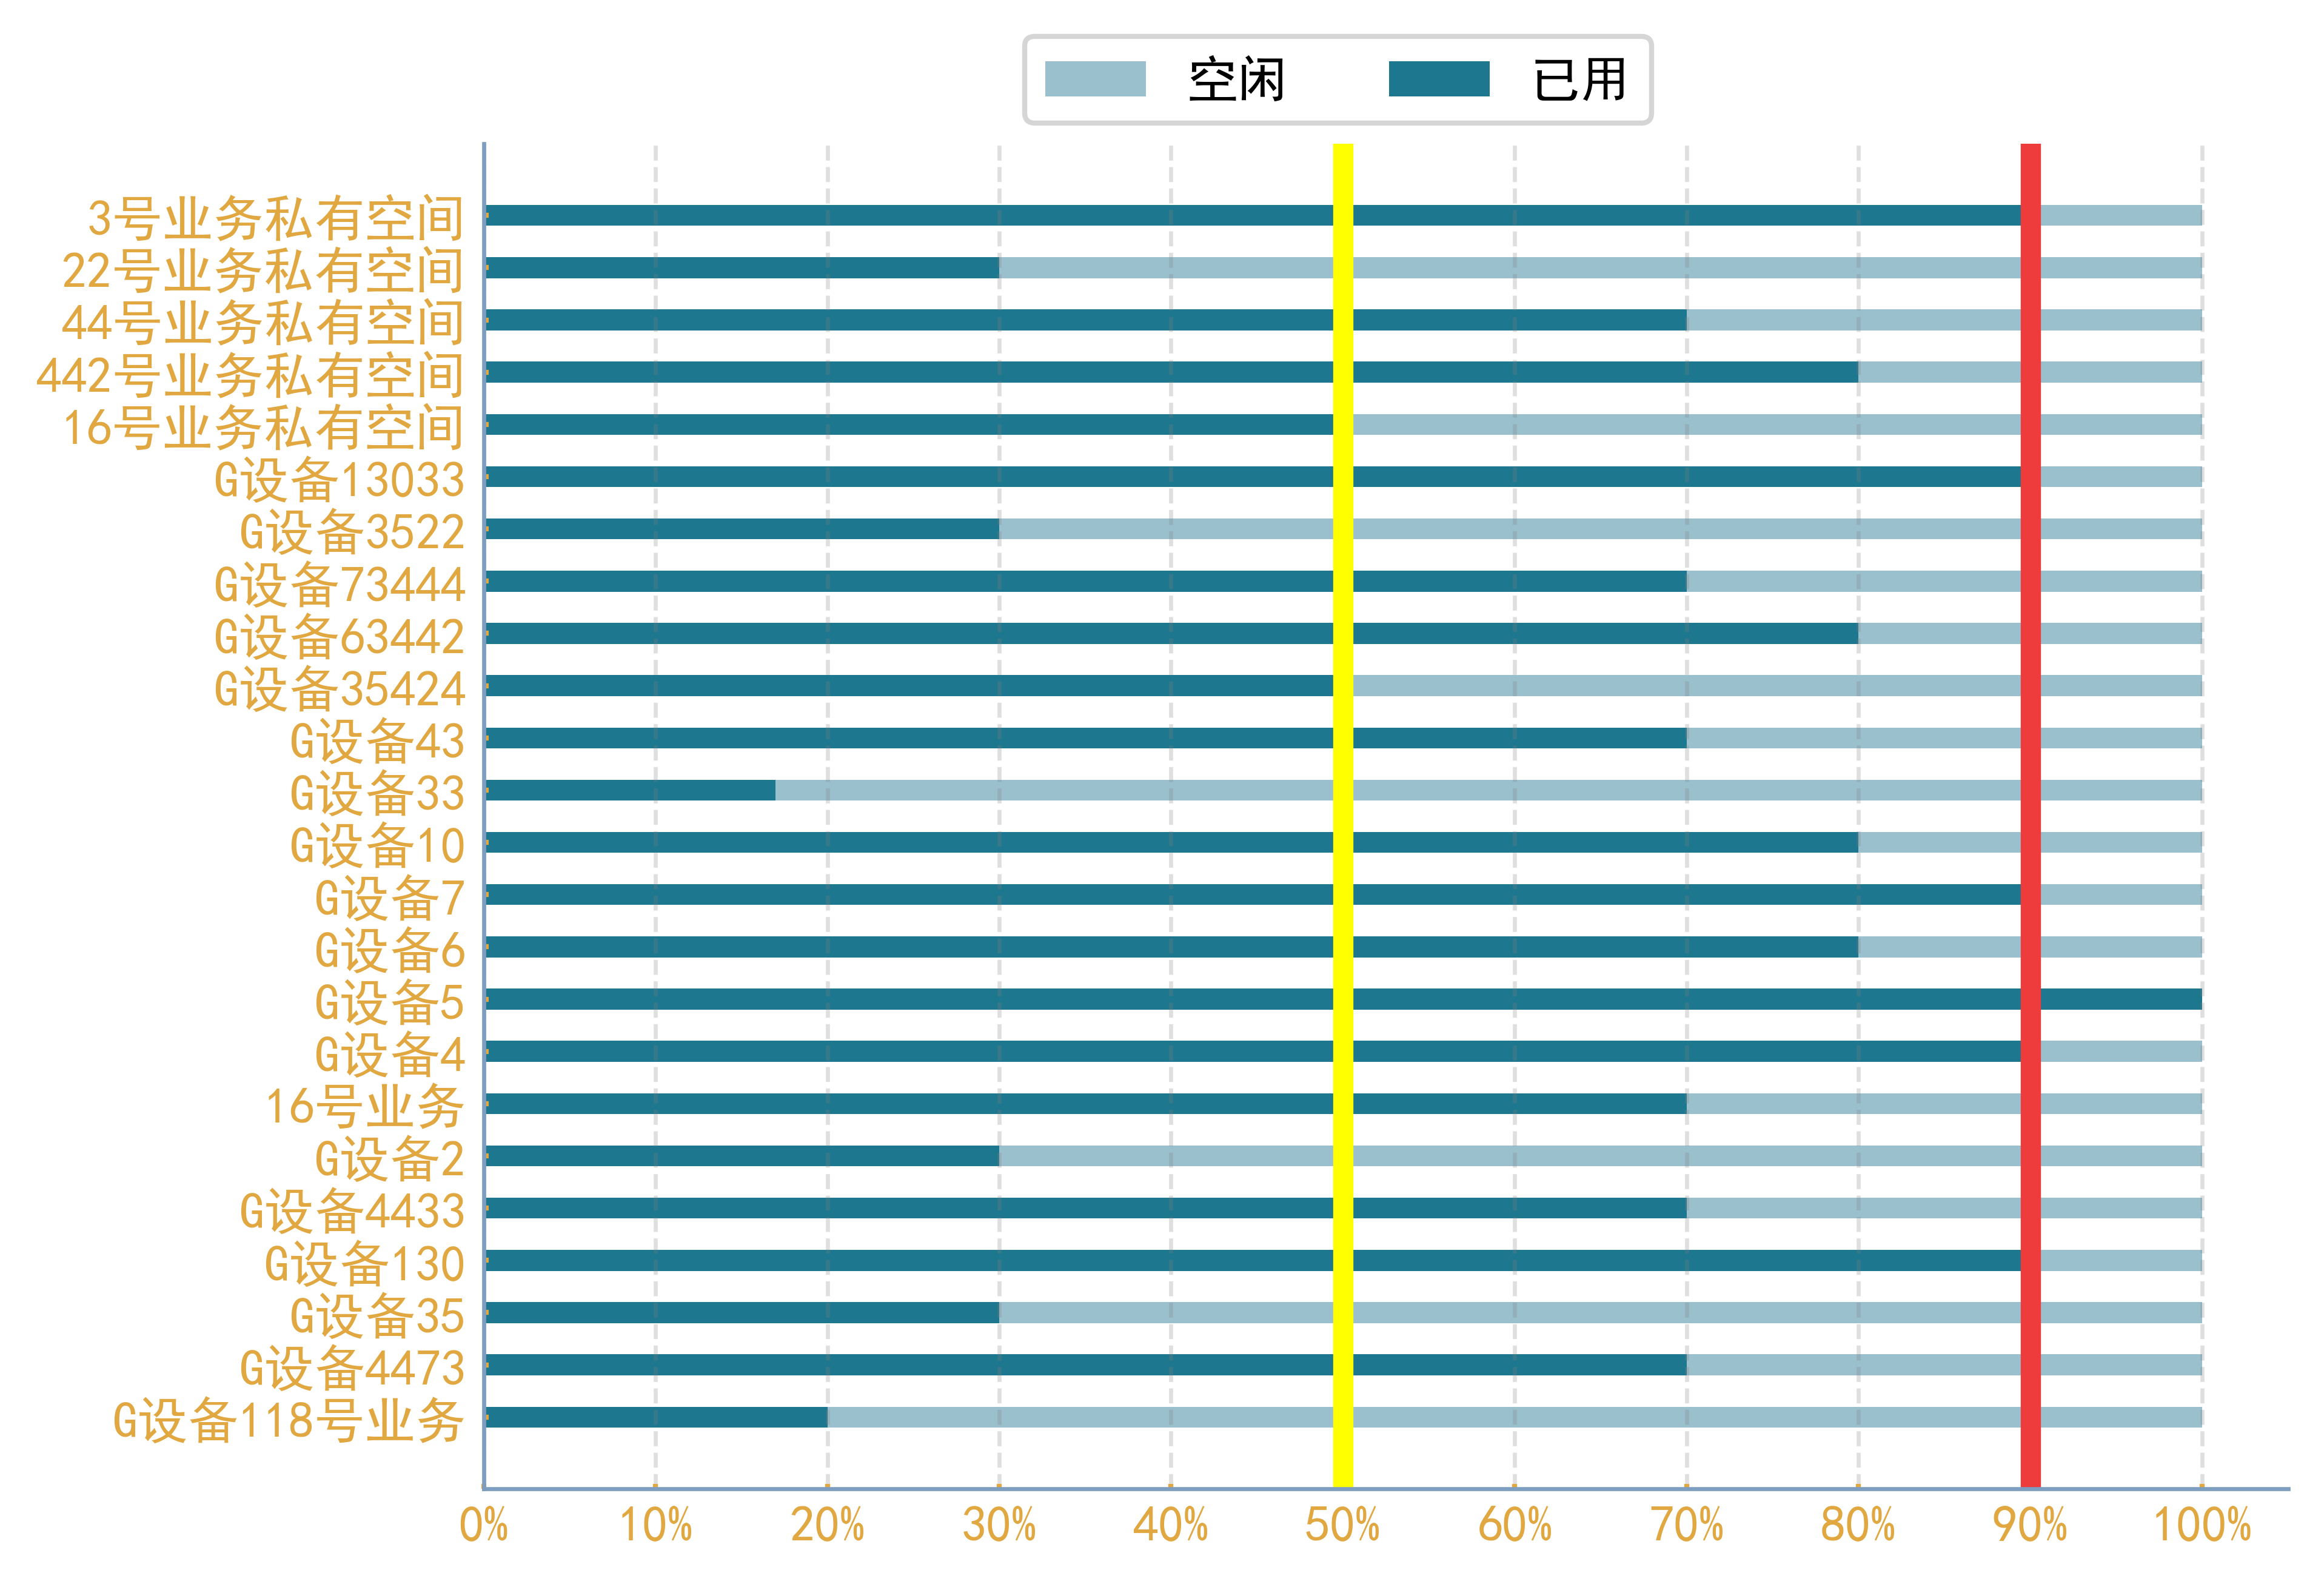 空闲 已用
3号业务私有空间
22号业务私有空间
44号业务私有空间
442号业务私有空间
16号业务私有空间
G设备13033
G设备3522
G设备73444
G设备63442
G设备35424
G设备43
G设备33
G设备10
G设备7
G设备6
G设备5
G设备4
16号业务
G设备2
G设备4433
G设备130
G设备35
G设备4473
G设备118号业务
0% 10% 20% 30% 40% 50% 60% 70% 80% 90% 100%